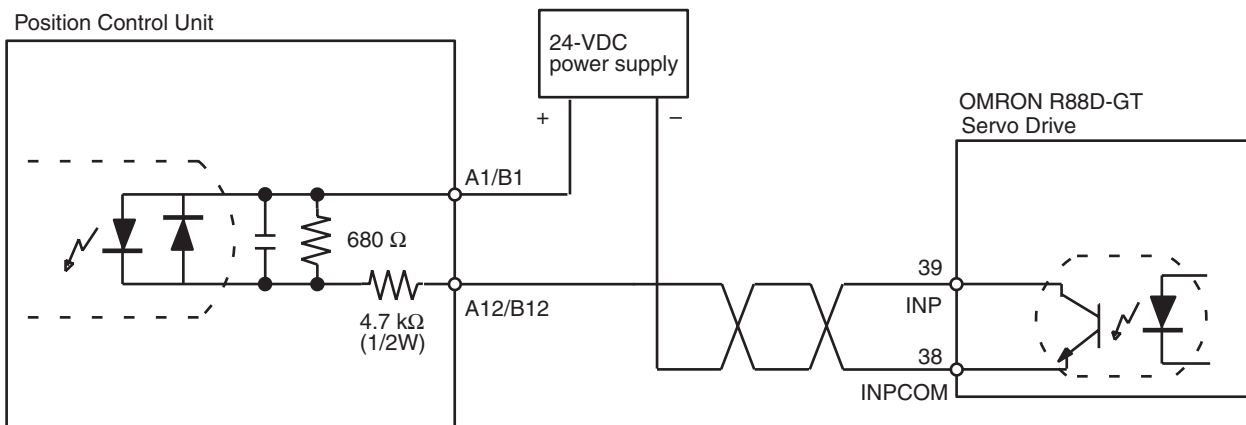 Position Control Unit
24-VDC
power supply
+
−
OMRON R88D-GT
Servo Drive
A1/B1
680 Ω
39
INP
A12/B12
4.7 kΩ
(1/2W)
38
INPCOM